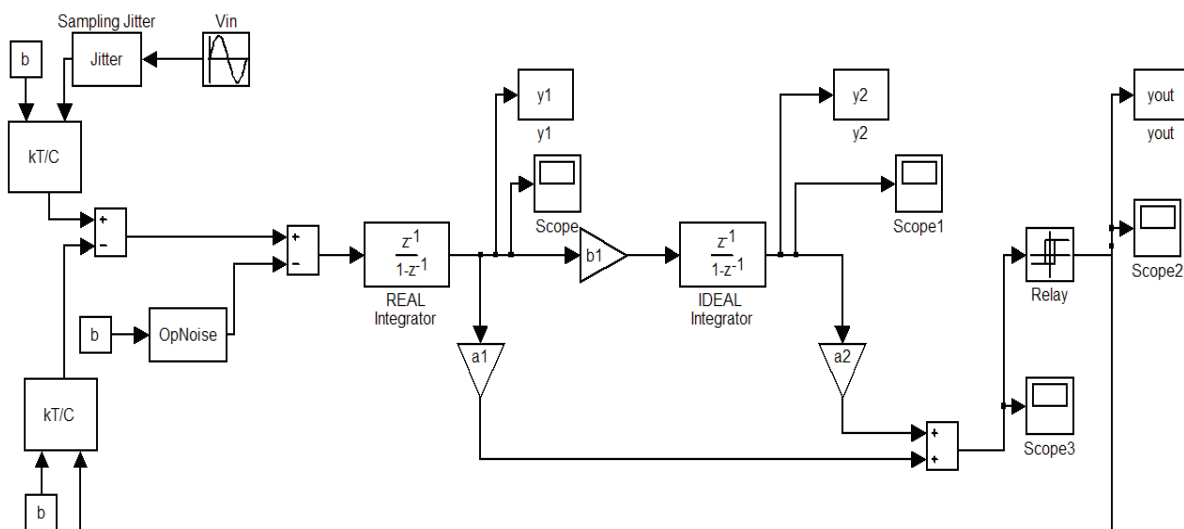 Sampling Jitter
Vin
b
Jitter
kT/C
+
−
+
−
b
OpNoise
kT/C
b
z-1
1-z-1
REAL
Integrator
y1
y1
Scope
b1
a1
z-1
1-z-1
IDEAL
Integrator
y2
y2
Scope1
a2
+
+
Relay
Scope3
yout
yout
Scope2